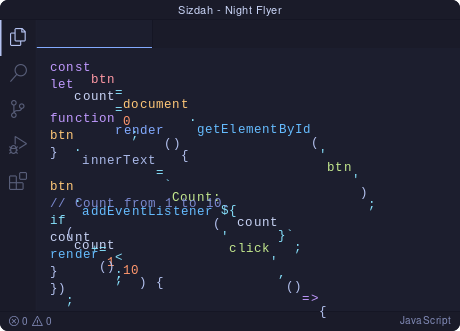 Sizdah - Night Flyer
const btn = document.getElementById('btn');
let count = 0;
function render() {
btn.innerText = `Count: ${count}`;
}
btn.addEventListener('click', () => {
// Count from 1 to 10
if (count < 10) {
count += 1;
render();
}
});
0 0 JavaScript